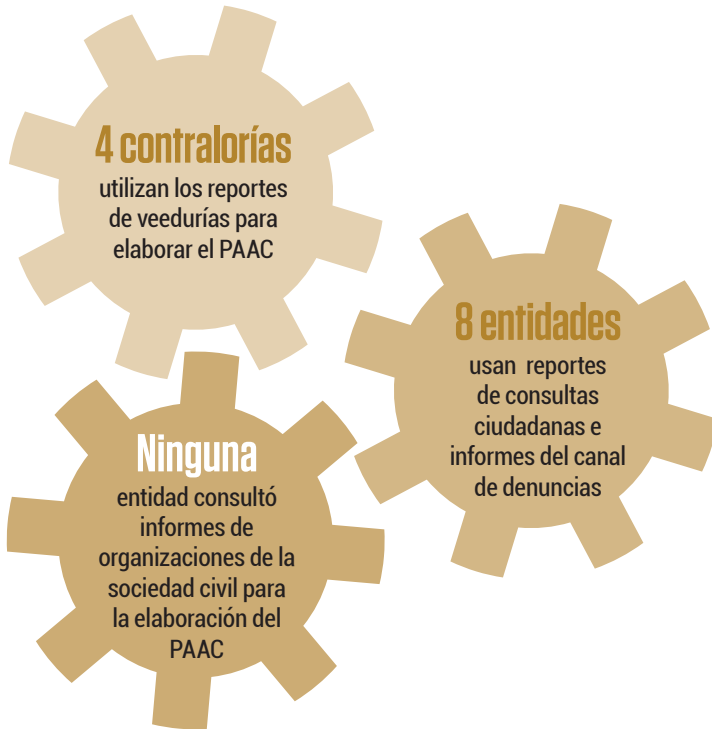 4 contralorías
utilizan los reportes
de veedurías para
elaborar el PAAC
8 entidades
usan reportes
de consultas
ciudadanas e
informes del canal
de denuncias
Ninguna
entidad consultó
informes de
organizaciones de la
sociedad civil para
la elaboración del
PAAC